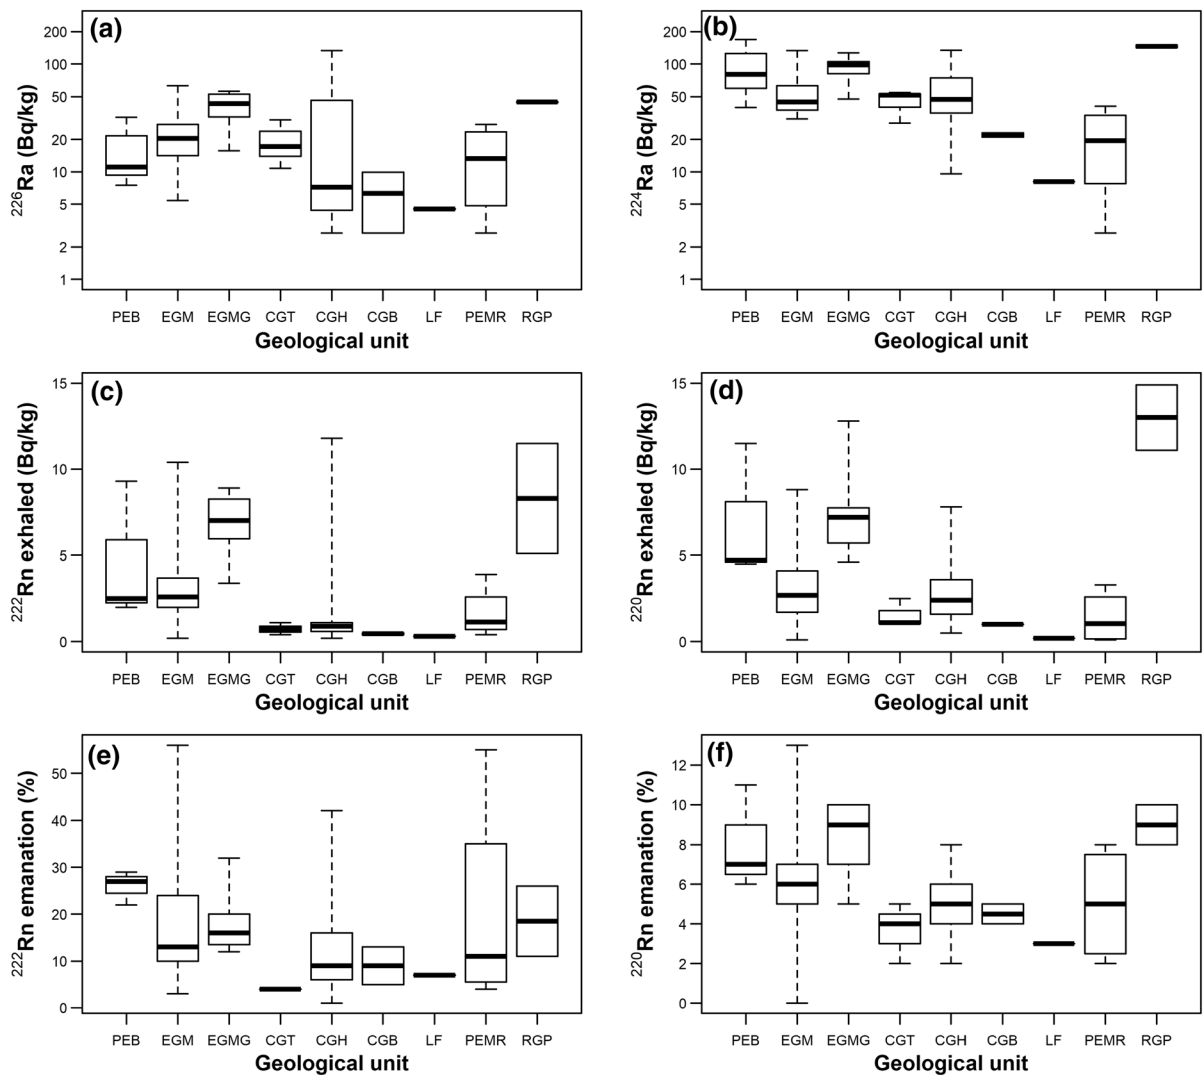 (a)
226Ra (Bq/kg)
200
100
50
20
10
5
2
1
PEB EGM EGMG CGT CGH CGB LF PEMR RGP
Geological unit
(b)
224Ra (Bq/kg)
200
100
50
20
10
5
2
1
PEB EGM EGMG CGT CGH CGB LF PEMR RGP
Geological unit
(c)
222Rn exhaled (Bq/kg)
15
10
5
0
PEB EGM EGMG CGT CGH CGB LF PEMR RGP
Geological unit
(d)
220Rn exhaled (Bq/kg)
15
10
5
0
PEB EGM EGMG CGT CGH CGB LF PEMR RGP
Geological unit
(e)
222Rn emanation (%)
50
40
30
20
10
0
PEB EGM EGMG CGT CGH CGB LF PEMR RGP
Geological unit
(f)
220Rn emanation (%)
12
10
8
6
4
2
0
PEB EGM EGMG CGT CGH CGB LF PEMR RGP
Geological unit